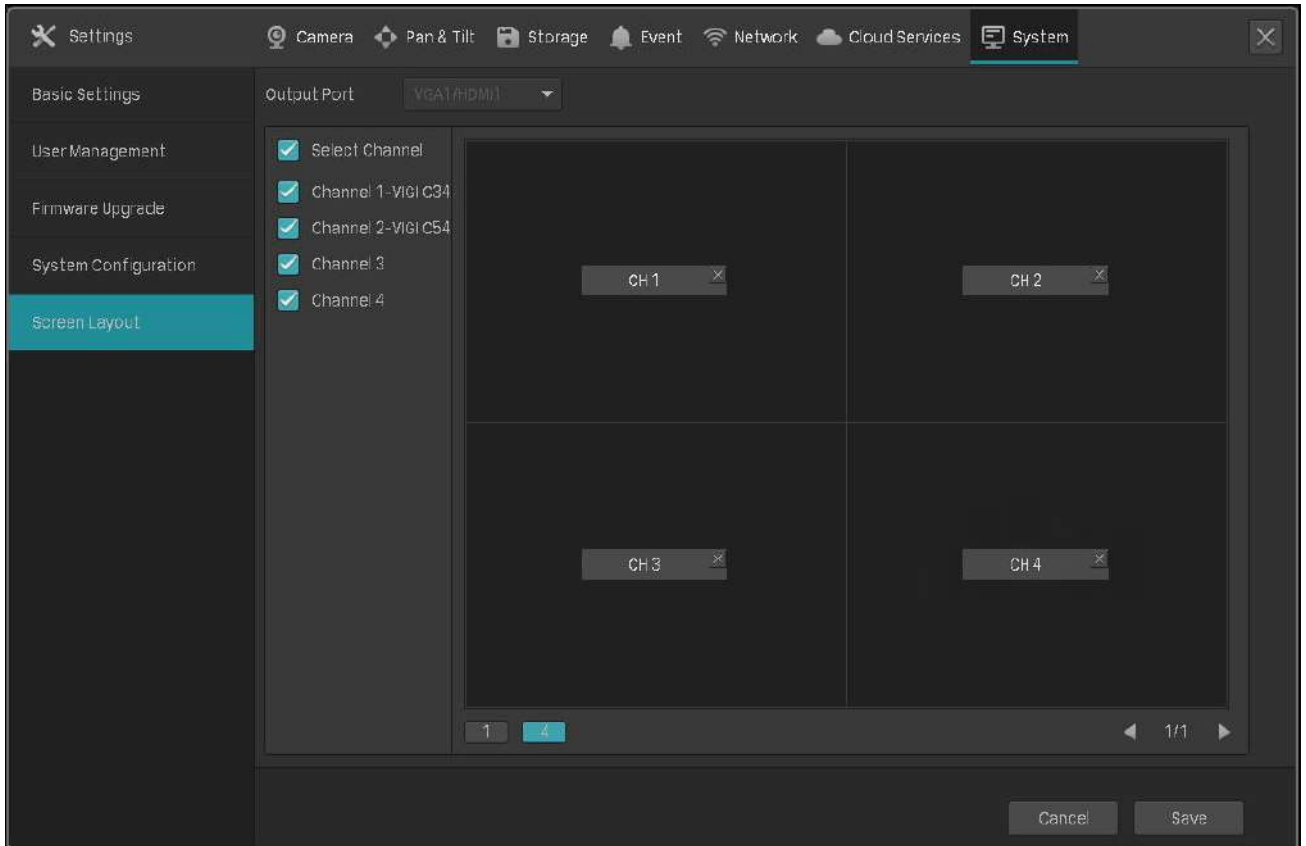 Settings
Camera Pan & Tilt Storage Event Network Cloud Services System
Basic Settings
User Management
Firmware Upgrade
System Configuration
Screen Layout
Output Port VGA1/HDMI1
Select Channel
Channel 1-VIGI C34
Channel 2-VIGI C54
Channel 3
Channel 4
CH 1 CH 2
CH 3 CH 4
1 4 1/1
Cancel Save